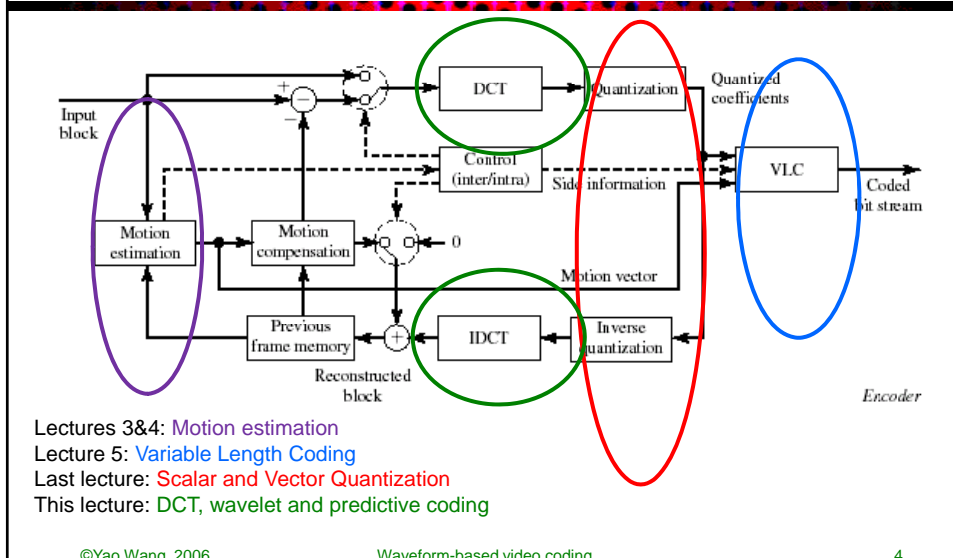 DCT
Quantization
Quantized
coefficients
+
−
−
Input
block
Control
(inter/intra)
Side information
VLC
Coded
bit stream
Motion
estimation
Motion
compensation
0
Motion vector
Previous
frame memory
+
IDCT
Inverse
quantization
Reconstructed
block
Encoder
Lectures 3&4: Motion estimation
Lecture 5: Variable Length Coding
Last lecture: Scalar and Vector Quantization
This lecture: DCT, wavelet and predictive coding
©Yao Wang, 2006 Waveform-based video coding 4